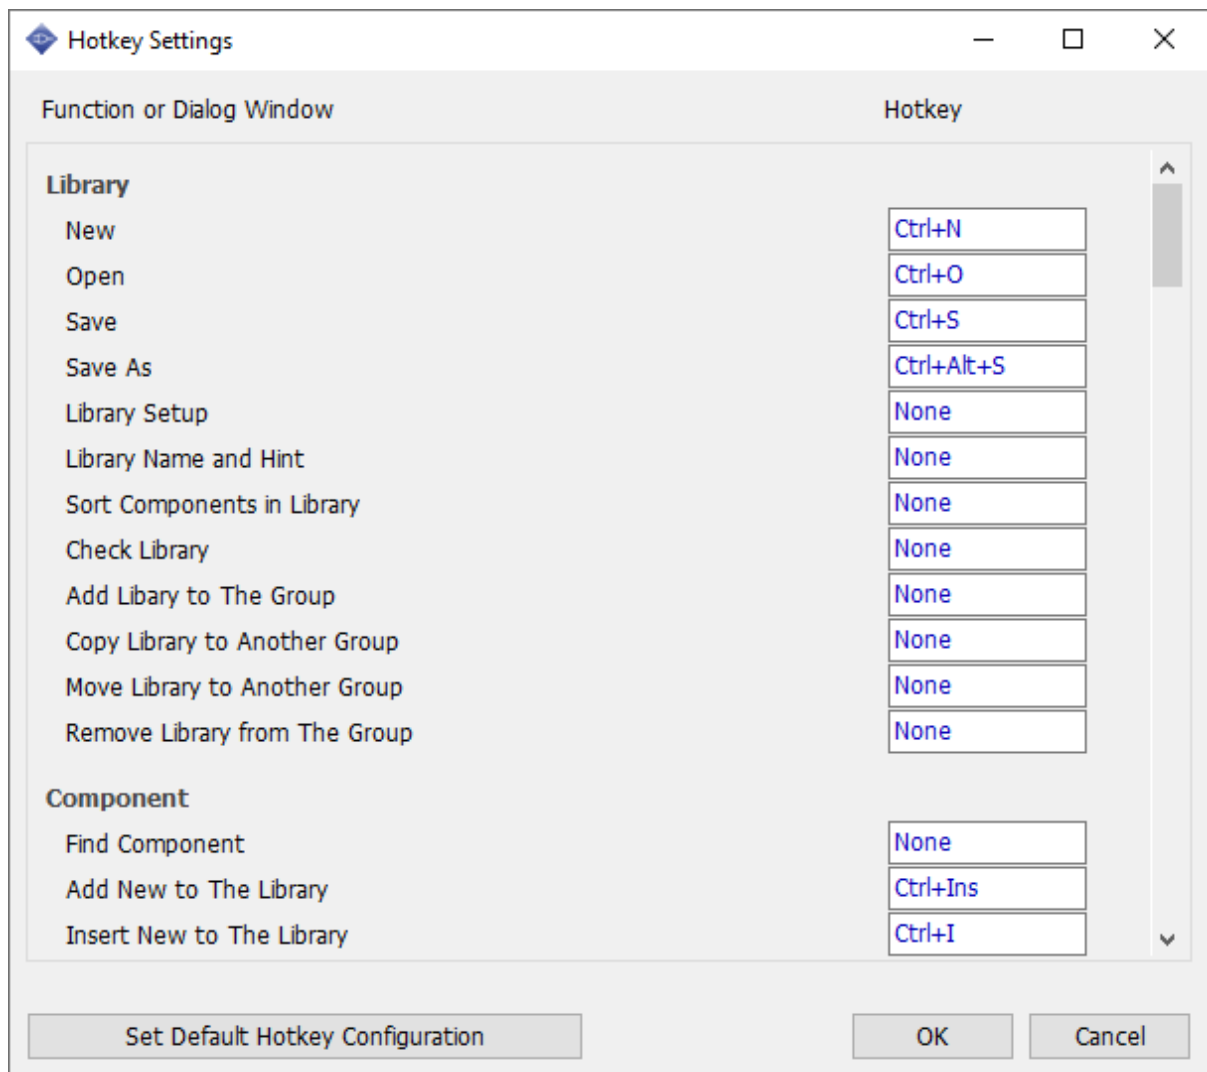 Hotkey Settings
Function or Dialog Window Hotkey
Library
New Ctrl+N
Open Ctrl+O
Save Ctrl+S
Save As Ctrl+Alt+S
Library Setup None
Library Name and Hint None
Sort Components in Library None
Check Library None
Add Libary to The Group None
Copy Library to Another Group None
Move Library to Another Group None
Remove Library from The Group None
Component
Find Component None
Add New to The Library Ctrl+Ins
Insert New to The Library Ctrl+I
Set Default Hotkey Configuration OK Cancel